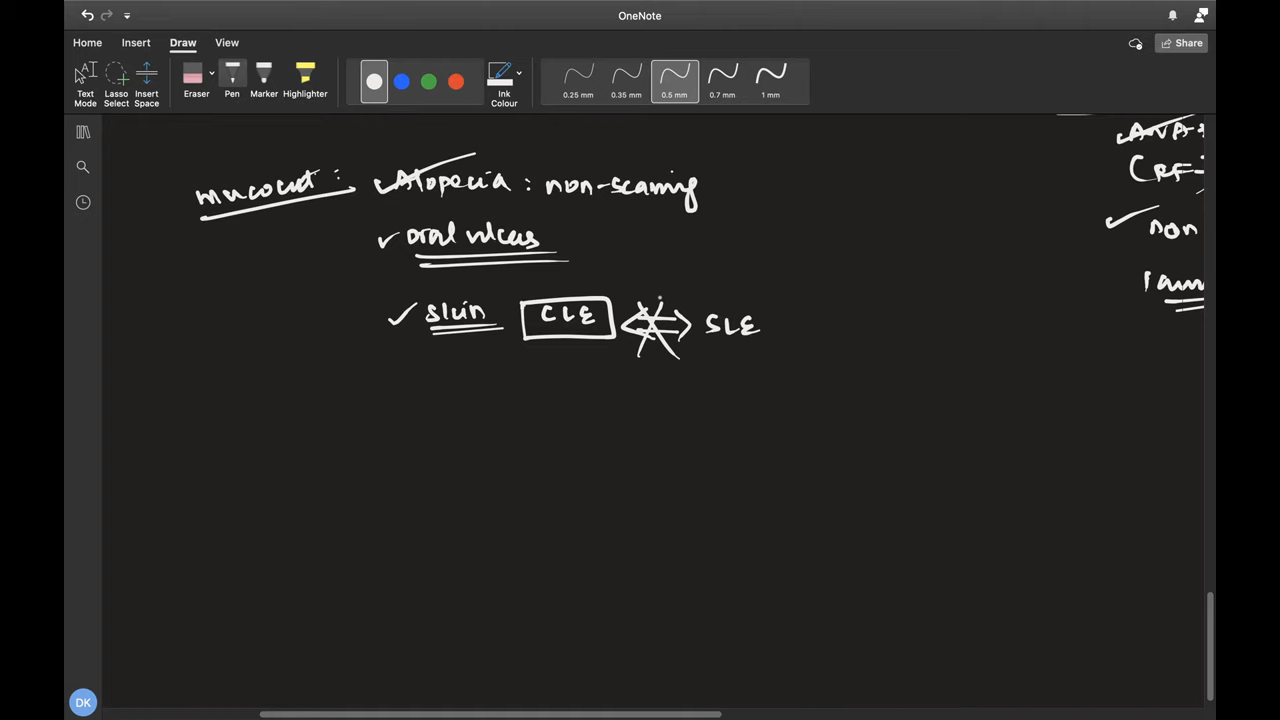 OneNote
Home Insert Draw View
Share
Text Mode
Lasso Select
Insert Space
Eraser
Pen
Marker
Highlighter
Ink Colour
0.25 mm
0.35 mm
0.5 mm
0.7 mm
1 mm
mucocut : Alopecia : non-scarring
oral ulcers
skin CLE SLE
ANA
non
DK